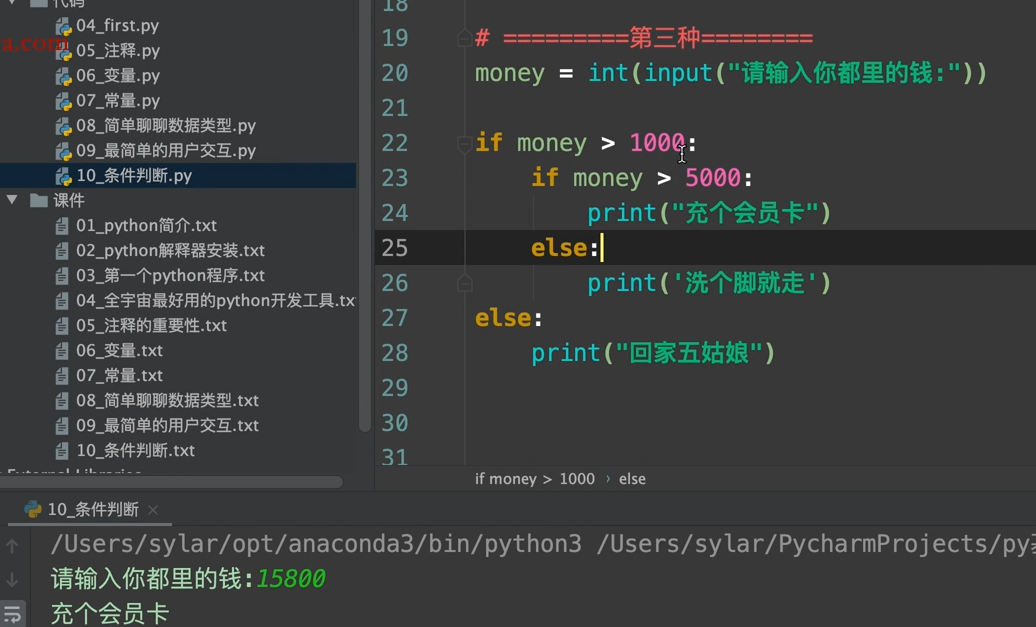 代码
04_first.py
a.com
05_注释.py
06_变量.py
07_常量.py
08_简单聊聊数据类型.py
09_最简单的用户交互.py
10_条件判断.py
课件
01_python简介.txt
02_python解释器安装.txt
03_第一个python程序.txt
04_全宇宙最好用的python开发工具.tx
05_注释的重要性.txt
06_变量.txt
07_常量.txt
08_简单聊聊数据类型.txt
09_最简单的用户交互.txt
10_条件判断.txt
External Libraries
18
19 # =========第三种========
20 money = int(input("请输入你都里的钱:"))
21
22 if money > 1000:
23 if money > 5000:
24 print("充个会员卡")
25 else:
26 print('洗个脚就走')
27 else:
28 print("回家五姑娘")
29
30
31
if money > 1000 › else
10_条件判断 ×
/Users/sylar/opt/anaconda3/bin/python3 /Users/sylar/PycharmProjects/py
请输入你都里的钱:15800
充个会员卡